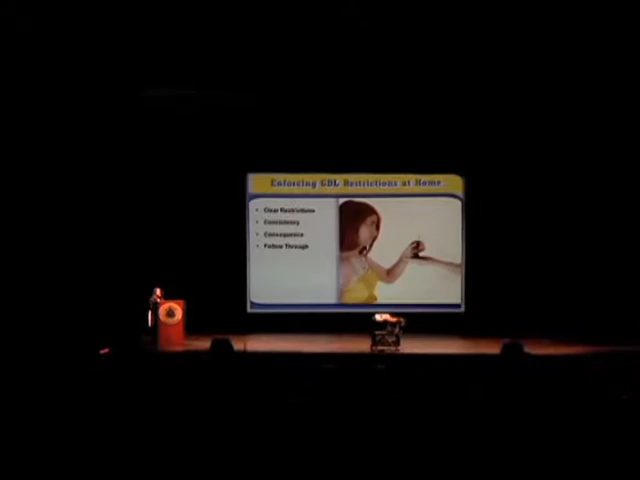 Enforcing GDL Restrictions at Home
• Clear Restrictions
• Consistency
• Consequence
• Follow Through